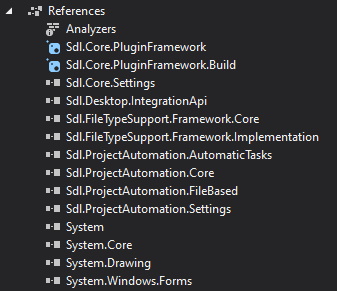 References
Analyzers
Sdl.Core.PluginFramework
Sdl.Core.PluginFramework.Build
Sdl.Core.Settings
Sdl.Desktop.IntegrationApi
Sdl.FileTypeSupport.Framework.Core
Sdl.FileTypeSupport.Framework.Implementation
Sdl.ProjectAutomation.AutomaticTasks
Sdl.ProjectAutomation.Core
Sdl.ProjectAutomation.FileBased
Sdl.ProjectAutomation.Settings
System
System.Core
System.Drawing
System.Windows.Forms